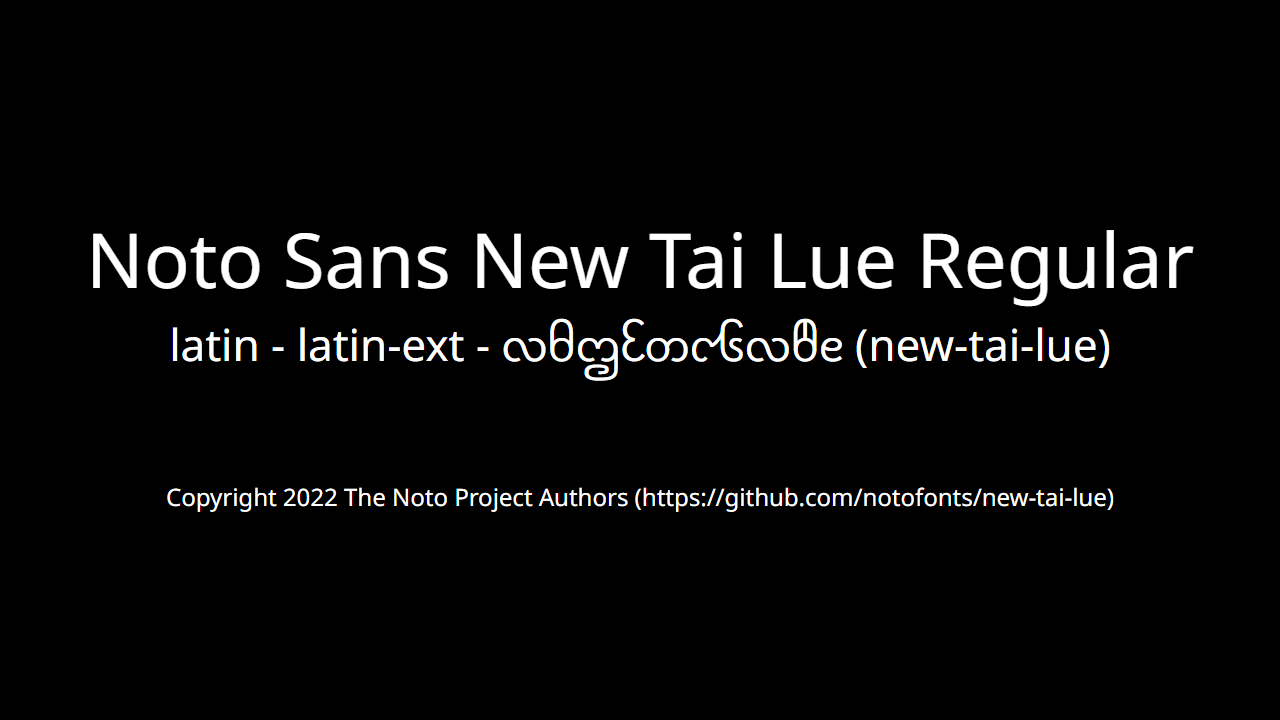 Noto Sans New Tai Lue Regular
latin - latin-ext - (new-tai-lue)
Copyright 2022 The Noto Project Authors (https://github.com/notofonts/new-tai-lue)